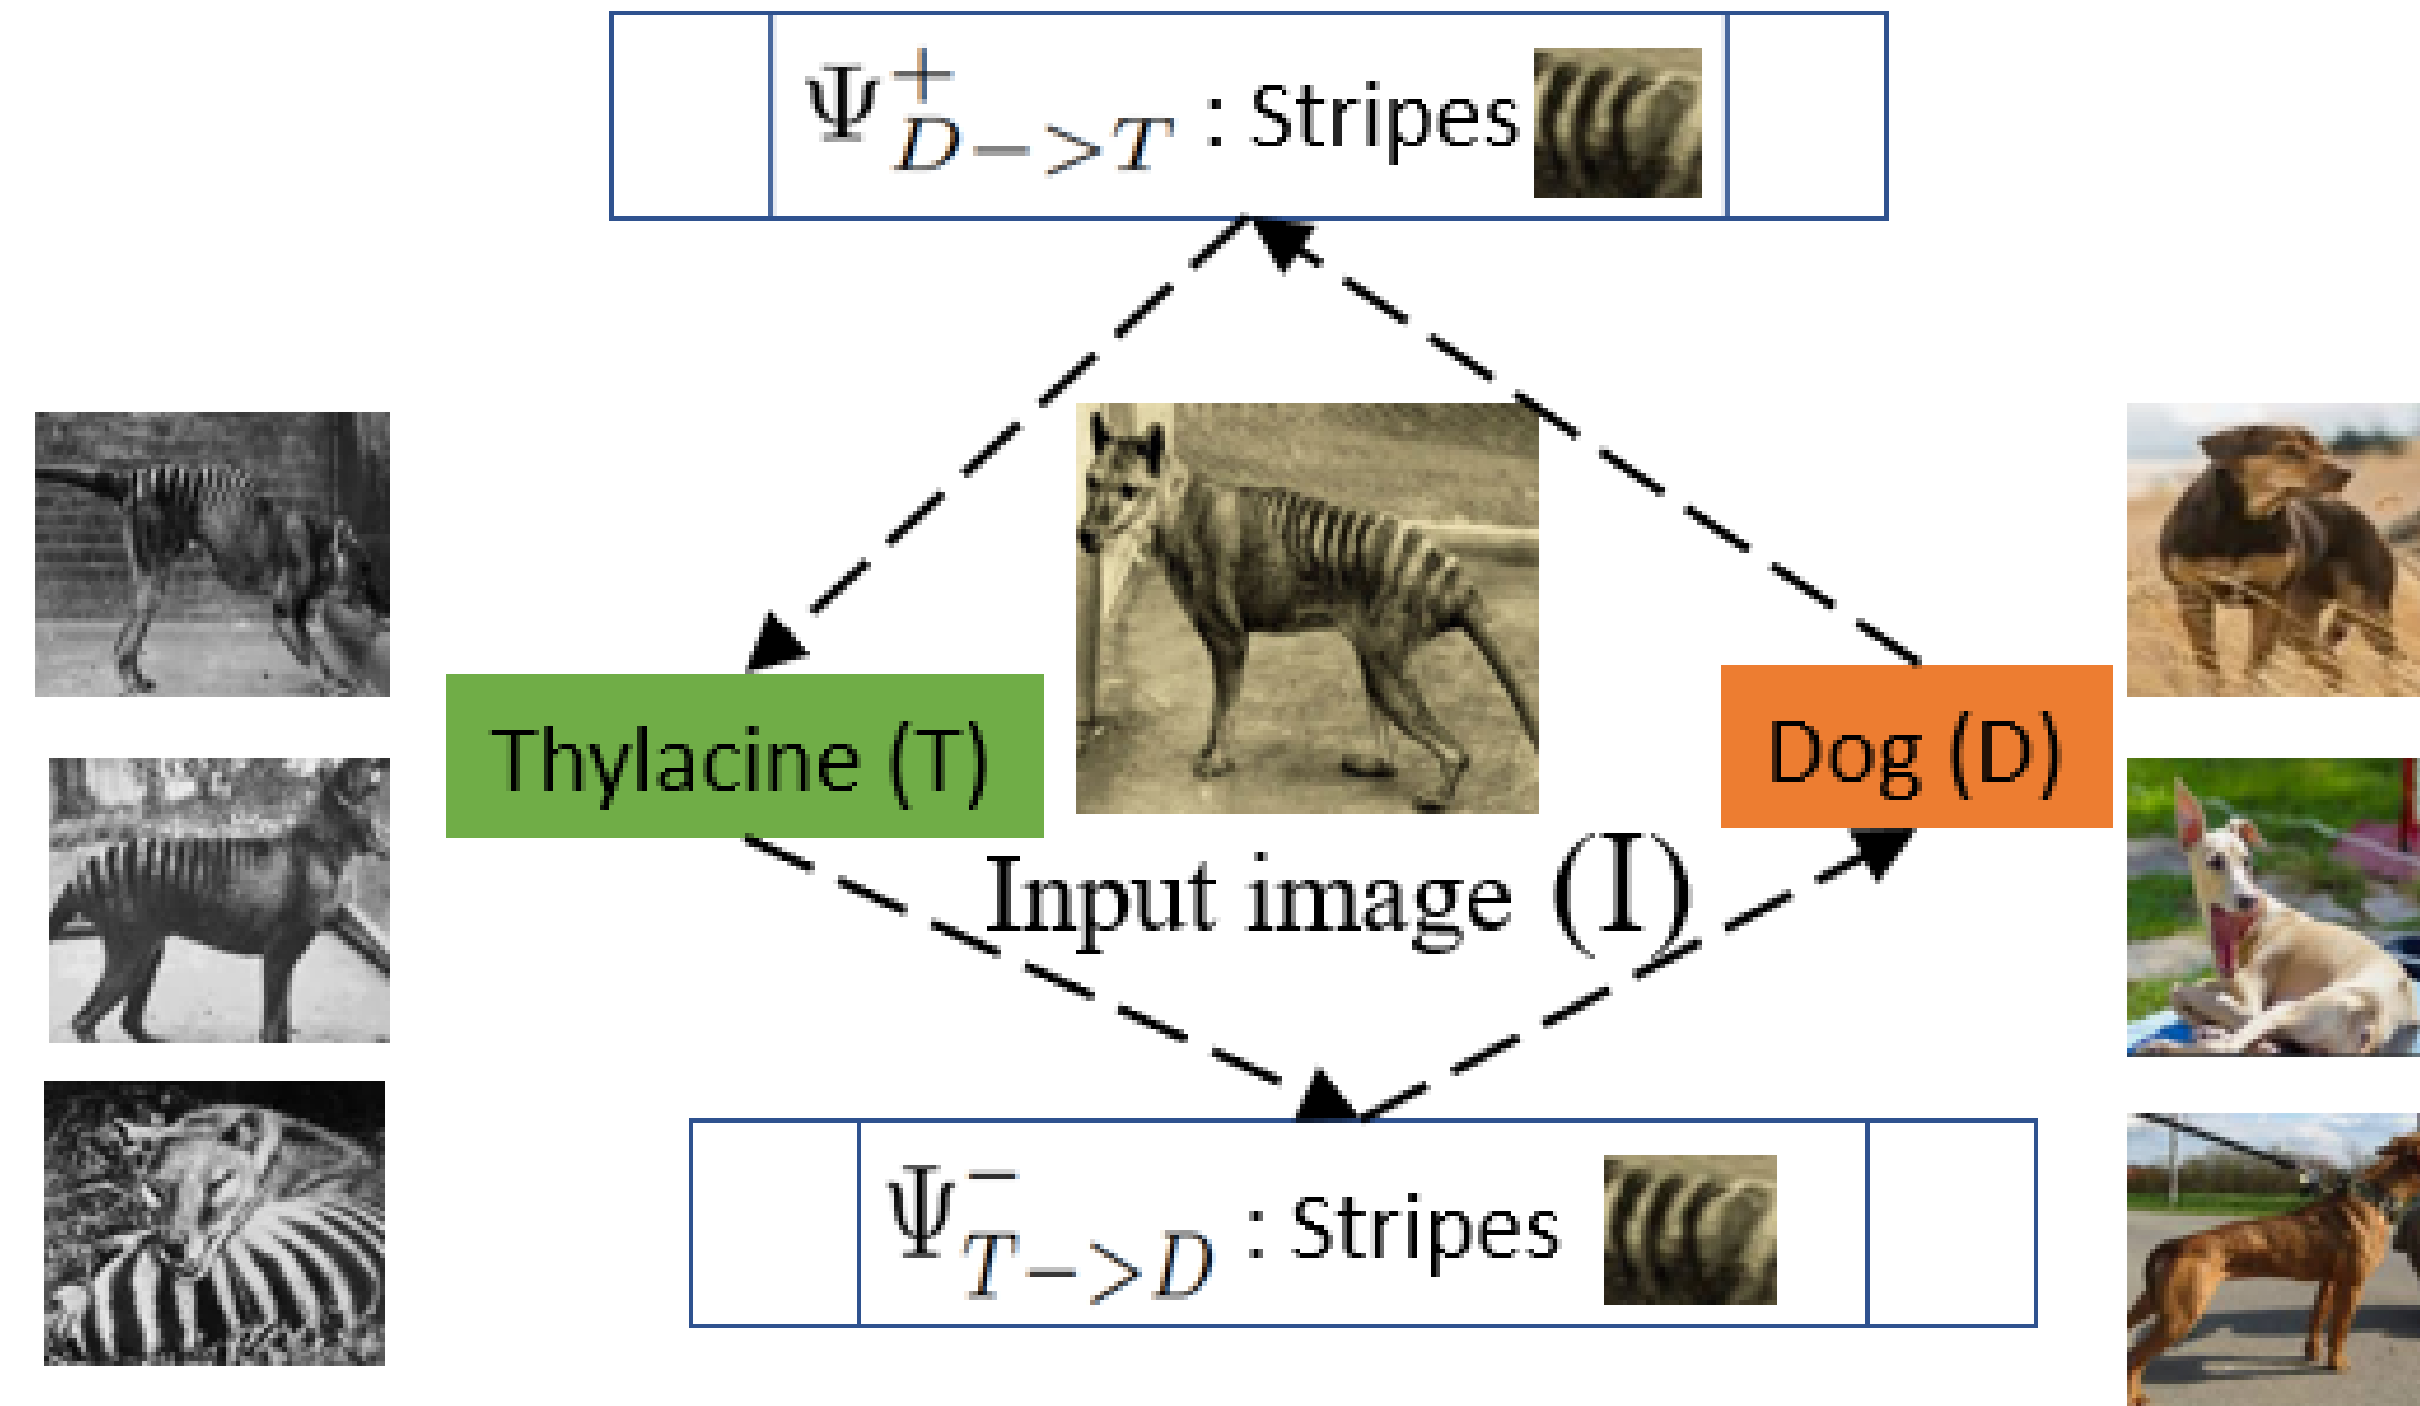 Ψ⁺_{D−>T} : Stripes
Thylacine (T)
Dog (D)
Input image (I)
Ψ⁻_{T−>D} : Stripes